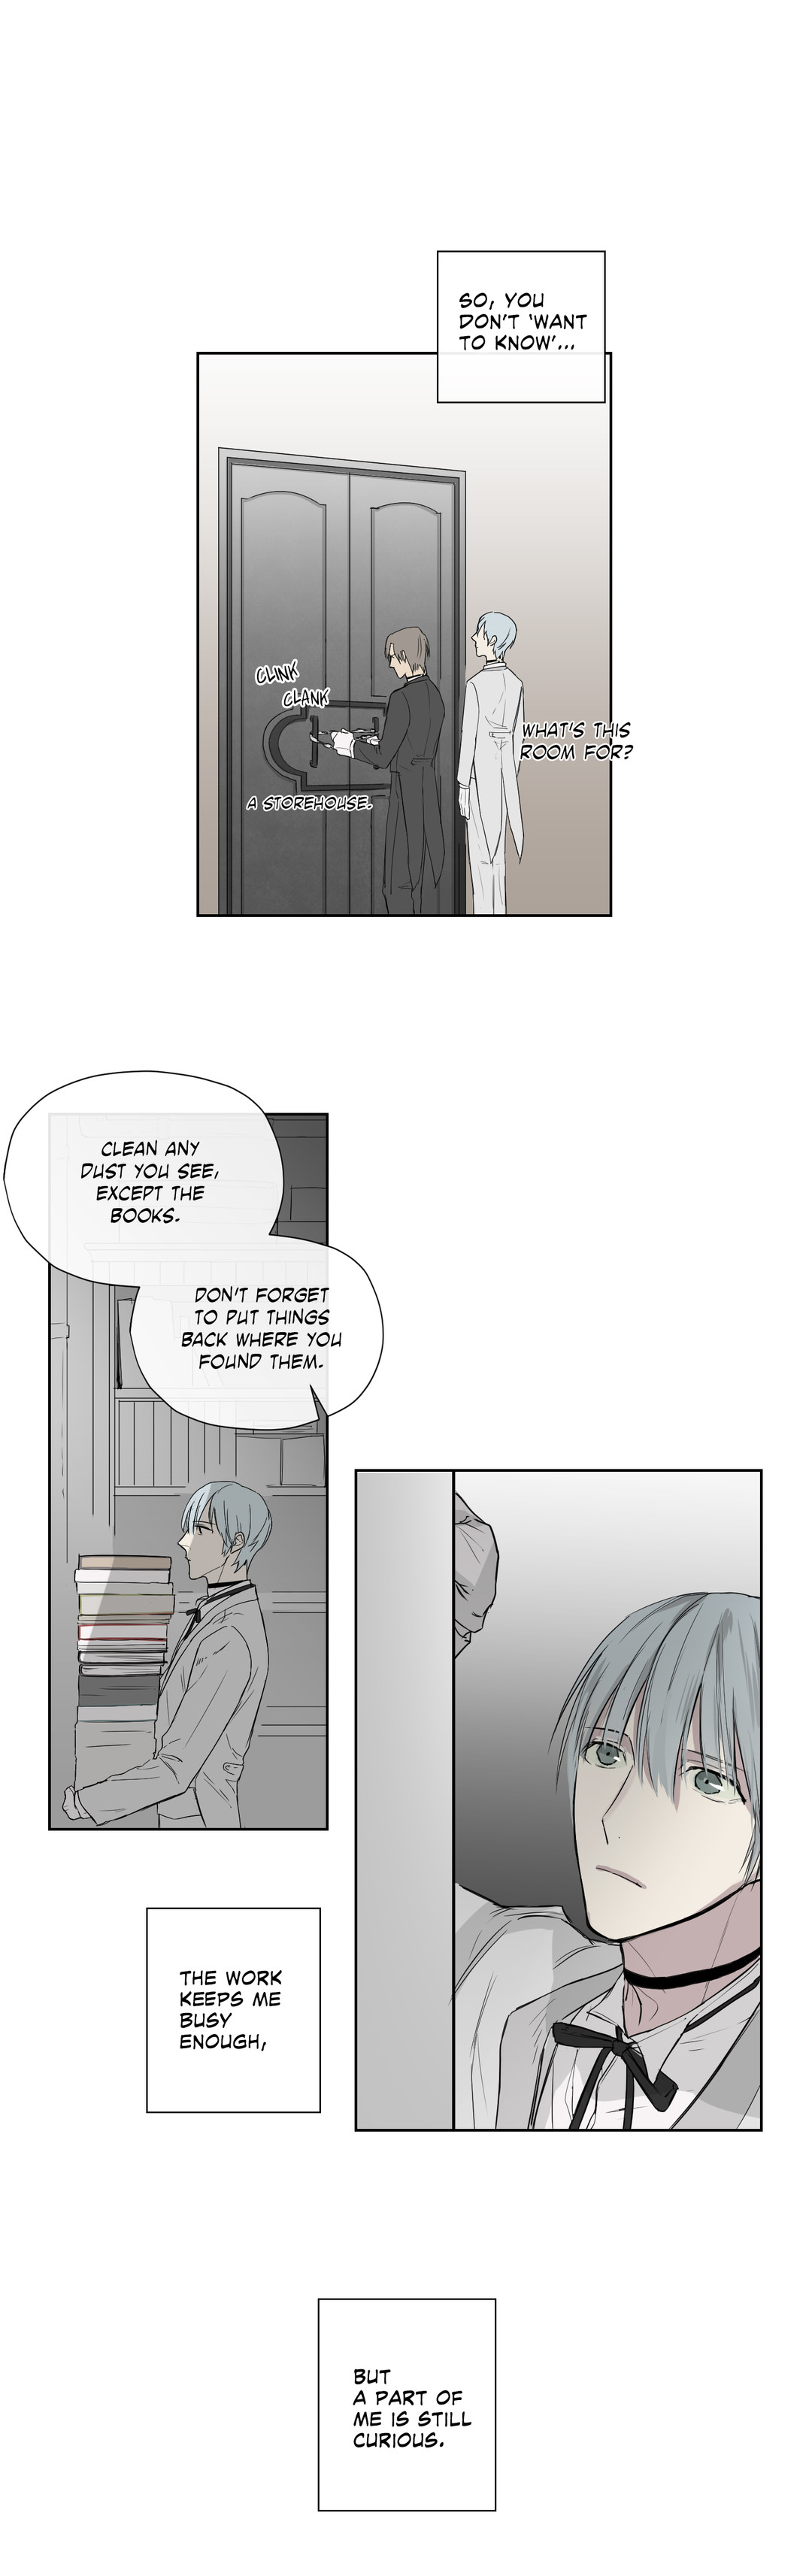 SO, YOU
DON'T 'WANT
TO KNOW'...
CLINK
CLANK
WHAT'S THIS
ROOM FOR?
A STOREHOUSE.
CLEAN ANY
DUST YOU SEE,
EXCEPT THE
BOOKS.
DON'T FORGET
TO PUT THINGS
BACK WHERE YOU
FOUND THEM.
THE WORK
KEEPS ME
BUSY
ENOUGH,
BUT
A PART OF
ME IS STILL
CURIOUS.